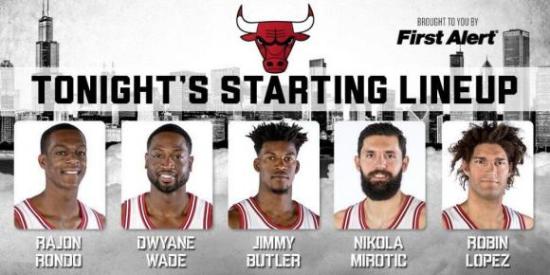 BROUGHT TO YOU BY
First Alert®
TONIGHT'S STARTING LINEUP
RAJON
RONDO
DWYANE
WADE
JIMMY
BUTLER
NIKOLA
MIROTIC
ROBIN
LOPEZ